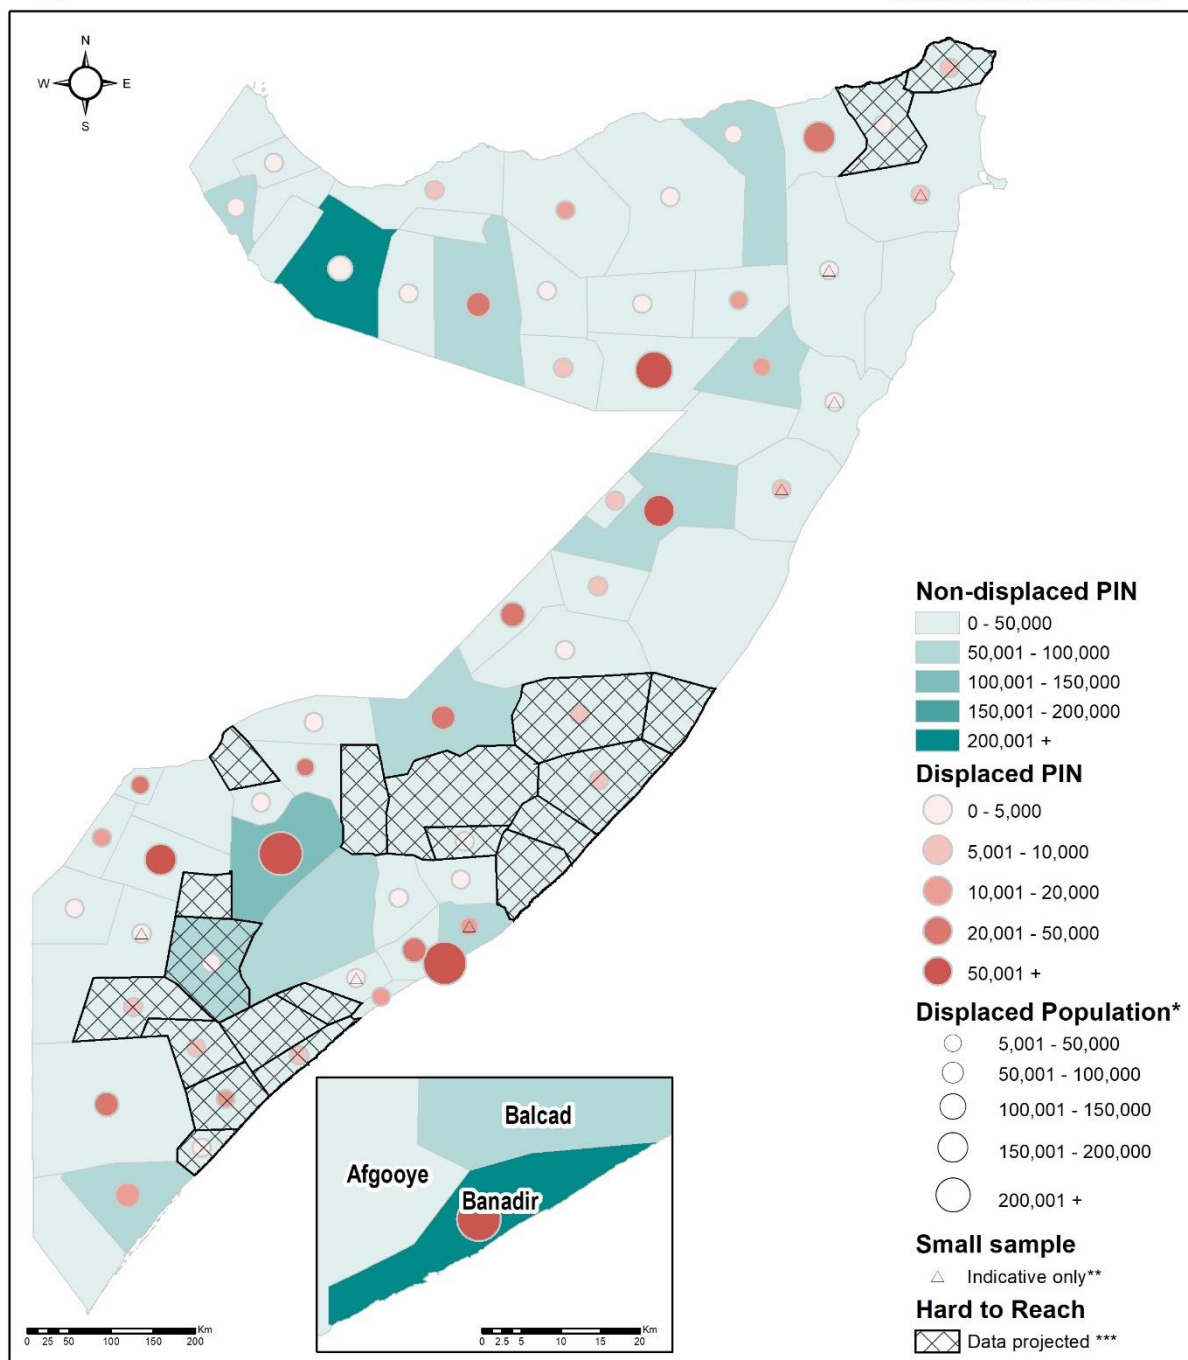 N
W E
S
Non-displaced PIN
0 - 50,000
50,001 - 100,000
100,001 - 150,000
150,001 - 200,000
200,001 +
Displaced PIN
0 - 5,000
5,001 - 10,000
10,001 - 20,000
20,001 - 50,000
50,001 +
Displaced Population*
5,001 - 50,000
50,001 - 100,000
100,001 - 150,000
150,001 - 200,000
200,001 +
Small sample
Indicative only**
Hard to Reach
Data projected ***
Balcad
Afgooye
Banadir
Km
0 25 50 100 150 200
Km
0 2.5 5 10 15 20